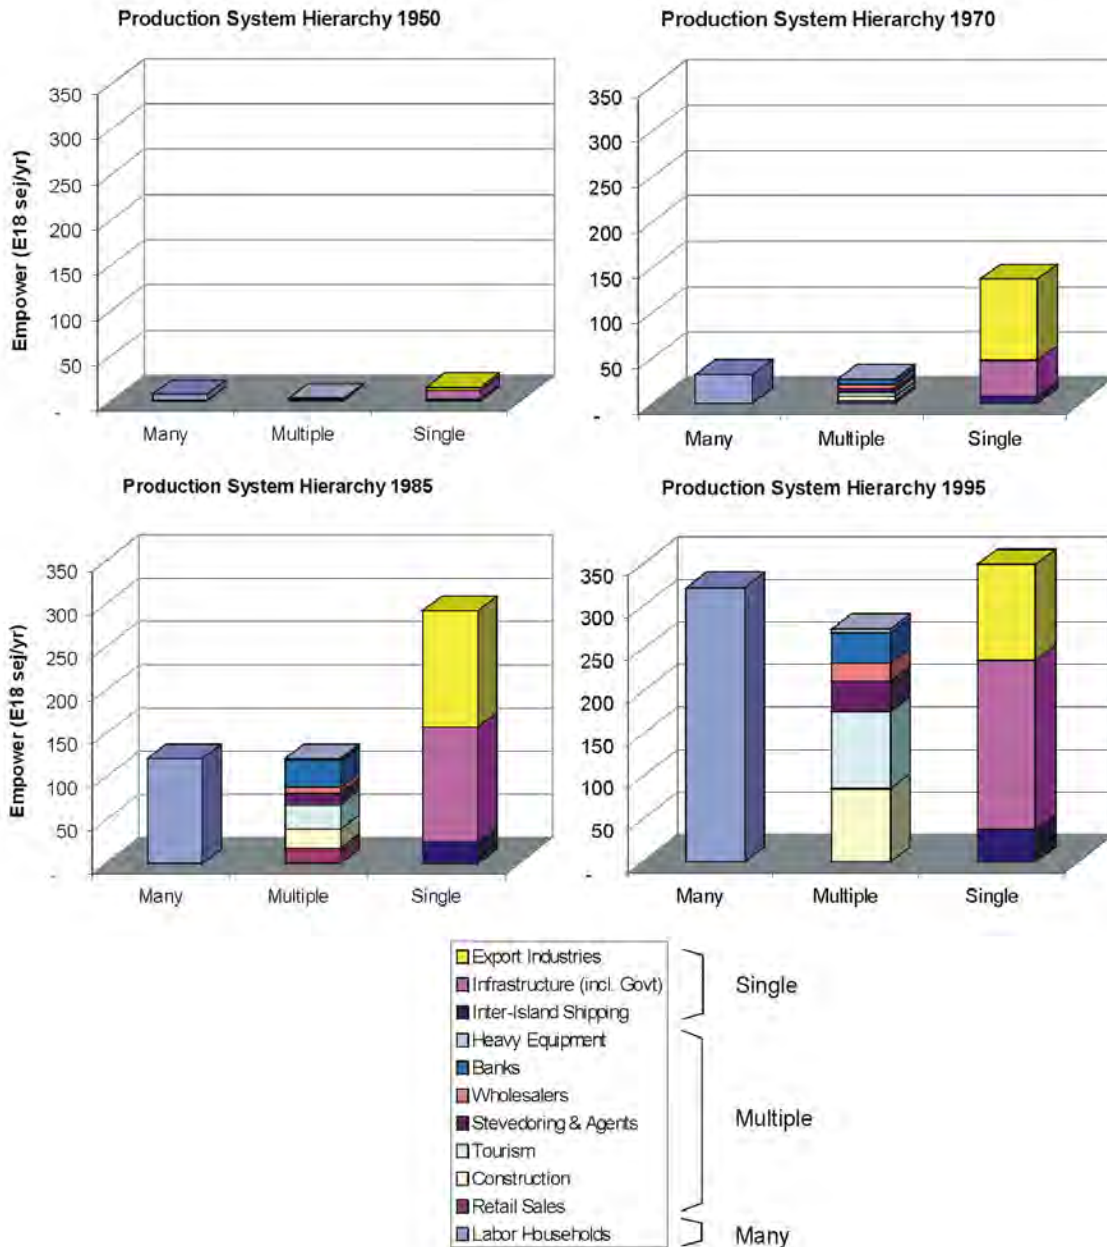 Production System Hierarchy 1950
Empower (E18 sej/yr)
350
300
250
200
150
100
50
-
Many Multiple Single
Production System Hierarchy 1970
350
300
250
200
150
100
50
-
Many Multiple Single
Production System Hierarchy 1985
Empower (E18 sej/yr)
350
300
250
200
150
100
50
-
Many Multiple Single
Production System Hierarchy 1995
350
300
250
200
150
100
50
-
Many Multiple Single
Export Industries
Infrastructure (incl. Govt)
Inter-Island Shipping
Single
Heavy Equipment
Banks
Wholesalers
Stevedoring & Agents
Tourism
Construction
Retail Sales
Multiple
Labor Households
Many